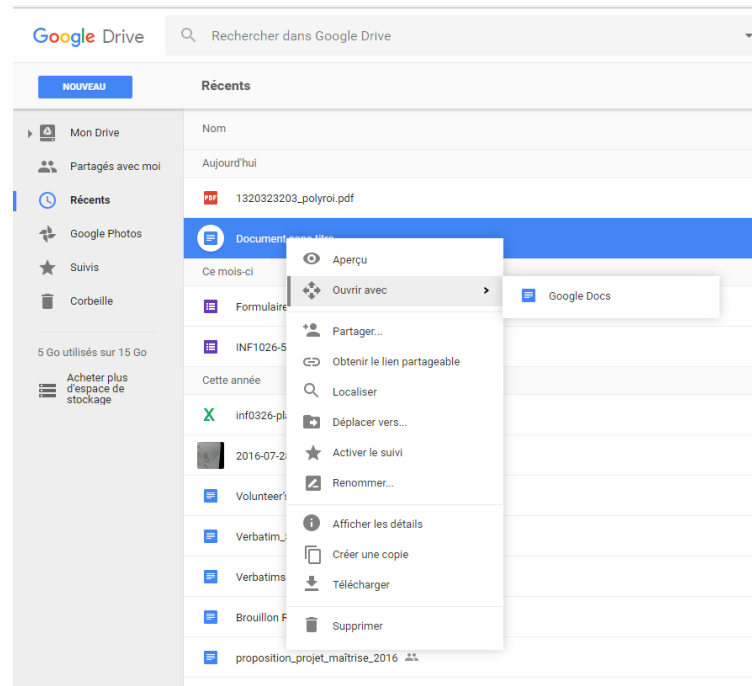 Google Drive
Rechercher dans Google Drive
NOUVEAU
Récents
Mon Drive
Partagés avec moi
Récents
Google Photos
Suivis
Corbeille
5 Go utilisés sur 15 Go
Acheter plus
d'espace de
stockage
Nom
Aujourd'hui
PDF
1320323203_polyroi.pdf
Document sans titre
Ce mois-ci
Formulaire
INF1026-5
Cette année
X
inf0326-pla
2016-07-2
Volunteer's
Verbatim_
Verbatims
Brouillon
proposition_projet_maîtrise_2016
Aperçu
Ouvrir avec
Google Docs
Partager...
Obtenir le lien partageable
Localiser
Déplacer vers...
Activer le suivi
Renommer...
Afficher les détails
Créer une copie
Télécharger
Supprimer